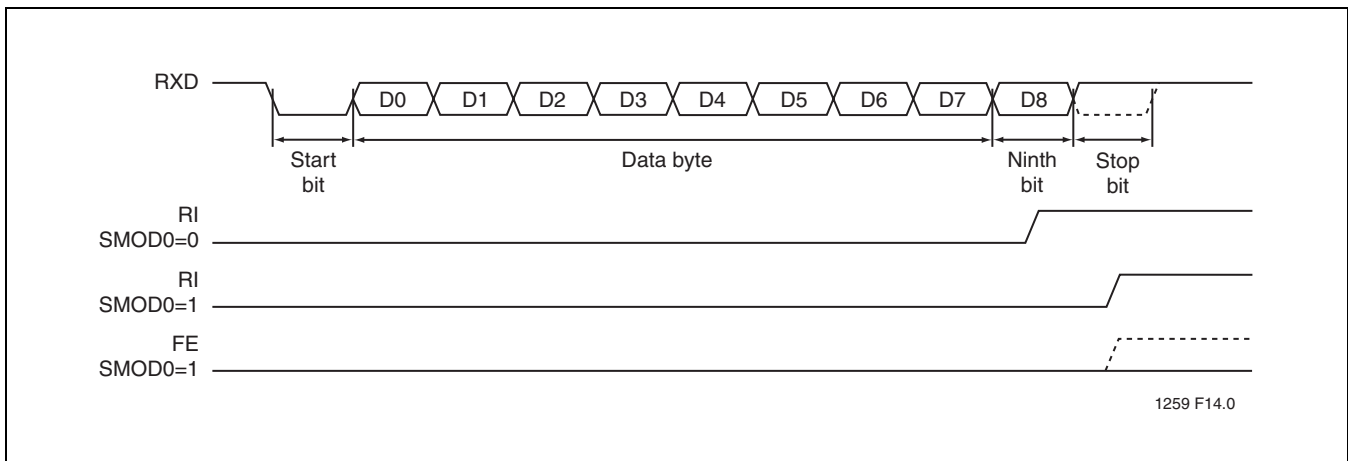 RXD
D0 D1 D2 D3 D4 D5 D6 D7 D8
Start
bit
Data byte
Ninth
bit
Stop
bit
RI
SMOD0=0
RI
SMOD0=1
FE
SMOD0=1
1259 F14.0